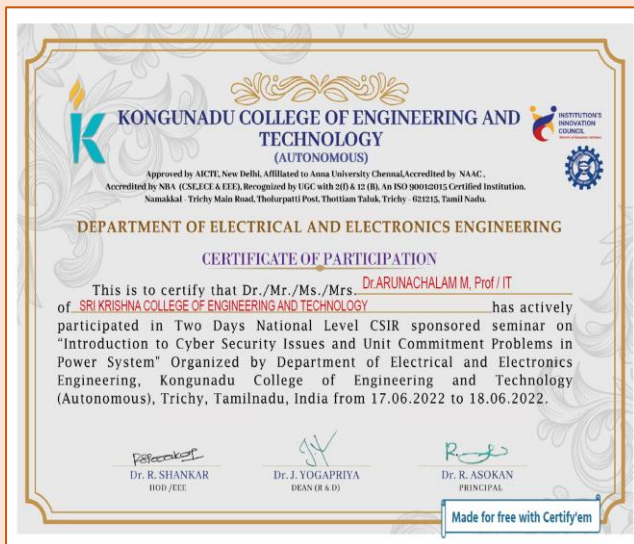 KONGUNADU COLLEGE OF ENGINEERING AND
TECHNOLOGY
(AUTONOMOUS)
INSTITUTION'S
INNOVATION
COUNCIL
Approved by AICTE, New Delhi, Affiliated to Anna University Chennai,Accredited by NAAC ,
Accredited by NBA (CSE,ECE & EEE), Recognized by UGC with 2(f) & 12 (B), An ISO 9001:2015 Certified Institution.
Namakkal - Trichy Main Road, Tholurpatti Post, Thottiam Taluk, Trichy - 621215, Tamil Nadu.
DEPARTMENT OF ELECTRICAL AND ELECTRONICS ENGINEERING
CERTIFICATE OF PARTICIPATION
This is to certify that Dr./Mr./Ms./Mrs. Dr.ARUNACHALAM M, Prof / IT
of SRI KRISHNA COLLEGE OF ENGINEERING AND TECHNOLOGY has actively
participated in Two Days National Level CSIR sponsored seminar on
"Introduction to Cyber Security Issues and Unit Commitment Problems in
Power System" Organized by Department of Electrical and Electronics
Engineering, Kongunadu College of Engineering and Technology
(Autonomous), Trichy, Tamilnadu, India from 17.06.2022 to 18.06.2022.
Dr. R. SHANKAR
HOD /EEE
Dr. J. YOGAPRIYA
DEAN (R & D)
Dr. R. ASOKAN
PRINCIPAL
Made for free with Certify'em